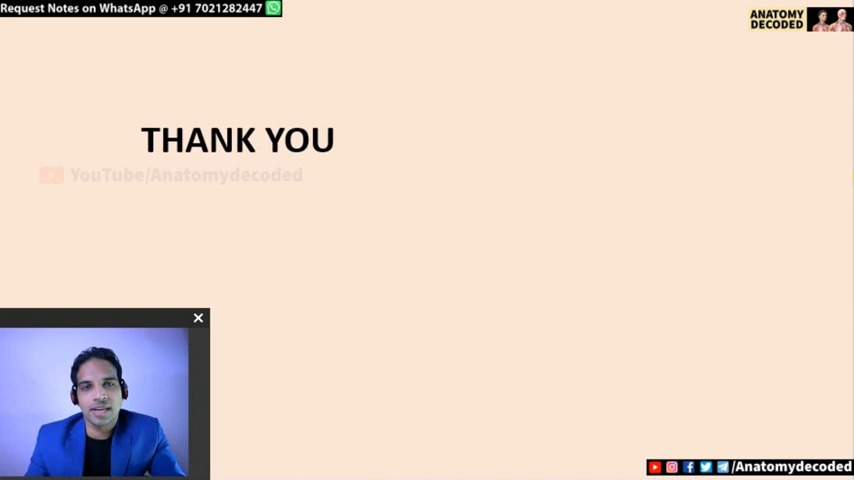 Request Notes on WhatsApp @ +91 7021282447
ANATOMY
DECODED
THANK YOU
YouTube/Anatomydecoded
/Anatomydecoded